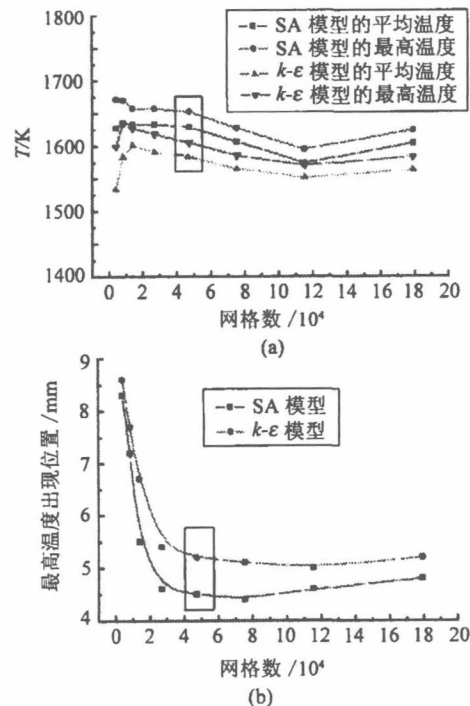 SA 模型的平均温度
SA 模型的最高温度
k-ε 模型的平均温度
k-ε 模型的最高温度
T/K
1800
1700
1600
1500
1400
0 2 4 6 8 10 12 14 16 18 20
网格数 /10⁴
(a)
最高温度出现位置 /mm
9
8
7
6
5
4
SA 模型
k-ε 模型
0 2 4 6 8 10 12 14 16 18 20
网格数 /10⁴
(b)